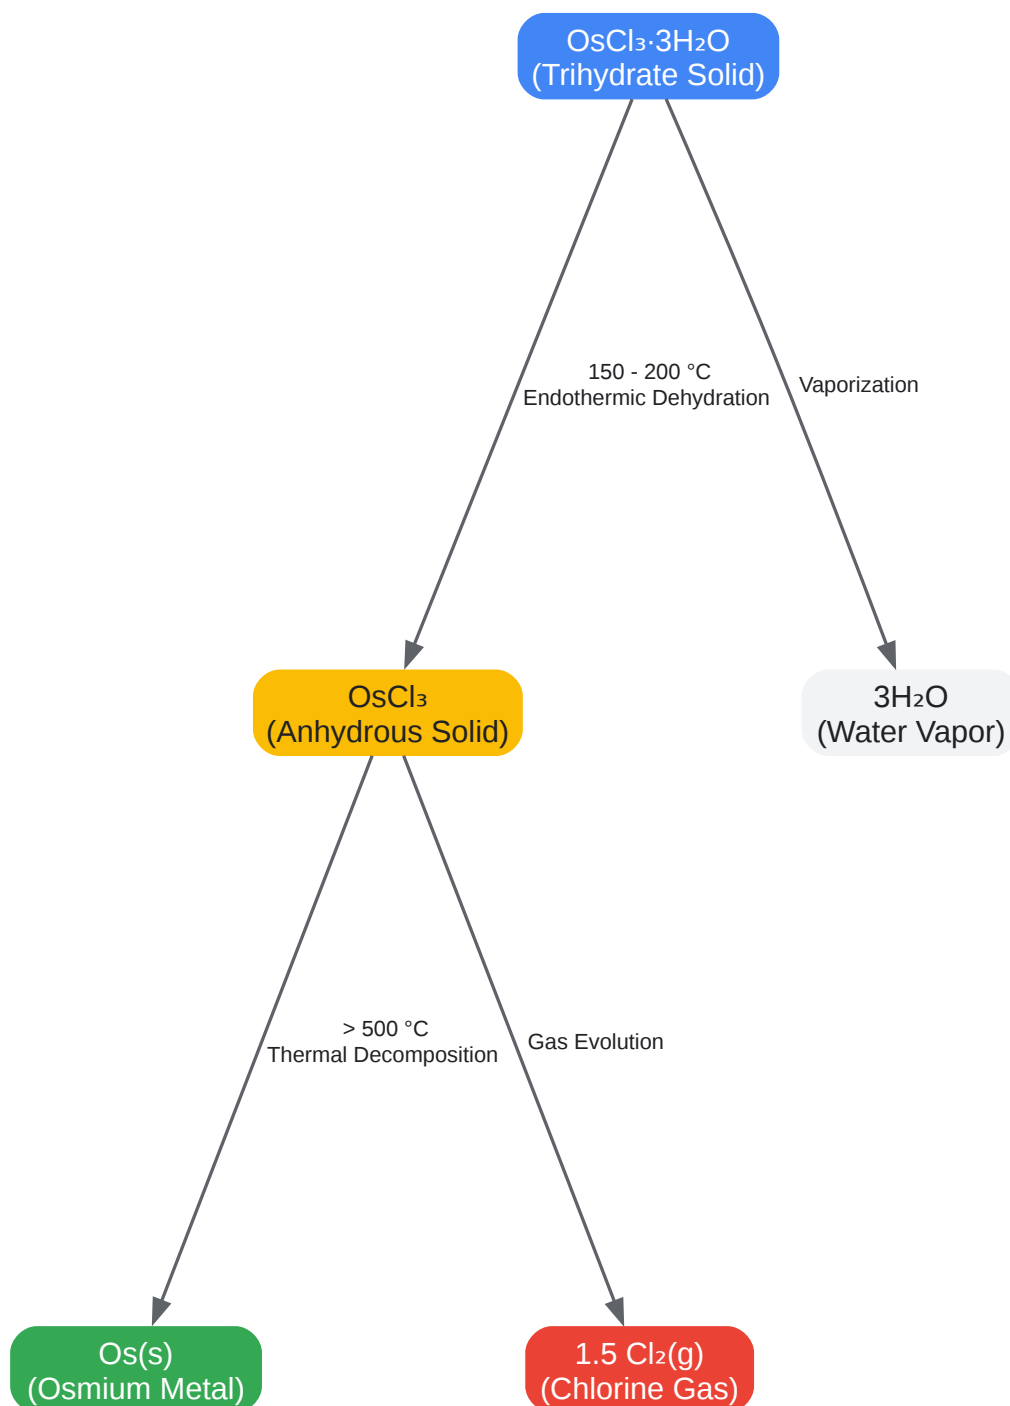 OsCl₃·3H₂O
(Trihydrate Solid)
150 - 200 °C
Endothermic Dehydration
Vaporization
OsCl₃
(Anhydrous Solid)
3H₂O
(Water Vapor)
> 500 °C
Thermal Decomposition
Gas Evolution
Os(s)
(Osmium Metal)
1.5 Cl₂(g)
(Chlorine Gas)